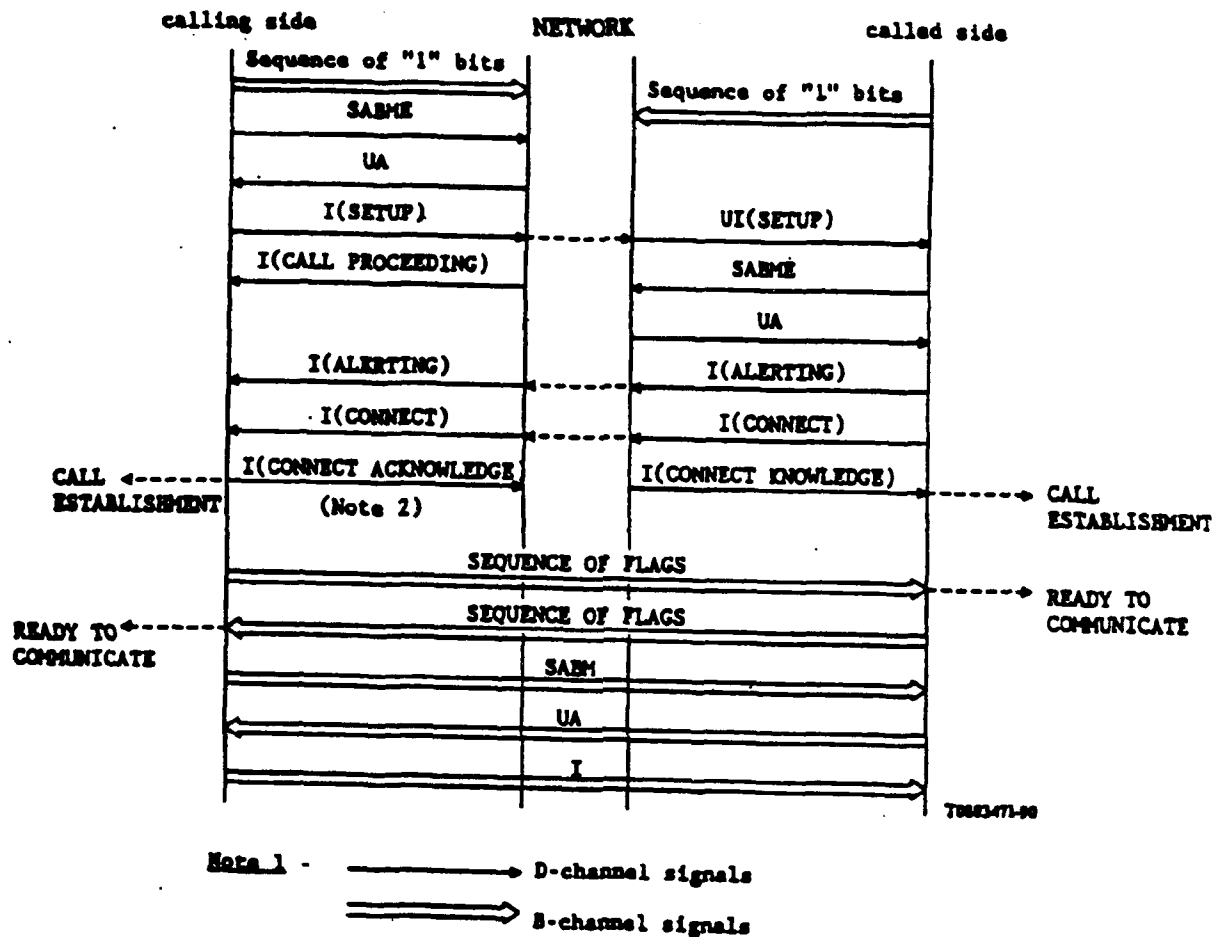 calling side NETWORK called side
Sequence of "1" bits
Sequence of "1" bits
SABME
UA
I(SETUP) UI(SETUP)
I(CALL PROCEEDING) SABME
UA
I(ALERTING) I(ALERTING)
I(CONNECT) I(CONNECT)
CALL
ESTABLISHMENT
I(CONNECT ACKNOWLEDGE)
(Note 2)
I(CONNECT KNOWLEDGE)
CALL
ESTABLISHMENT
SEQUENCE OF FLAGS
READY TO
COMMUNICATE
SEQUENCE OF FLAGS
READY TO
COMMUNICATE
SABM
UA
I
Note 1 - D-channel signals
B-channel signals